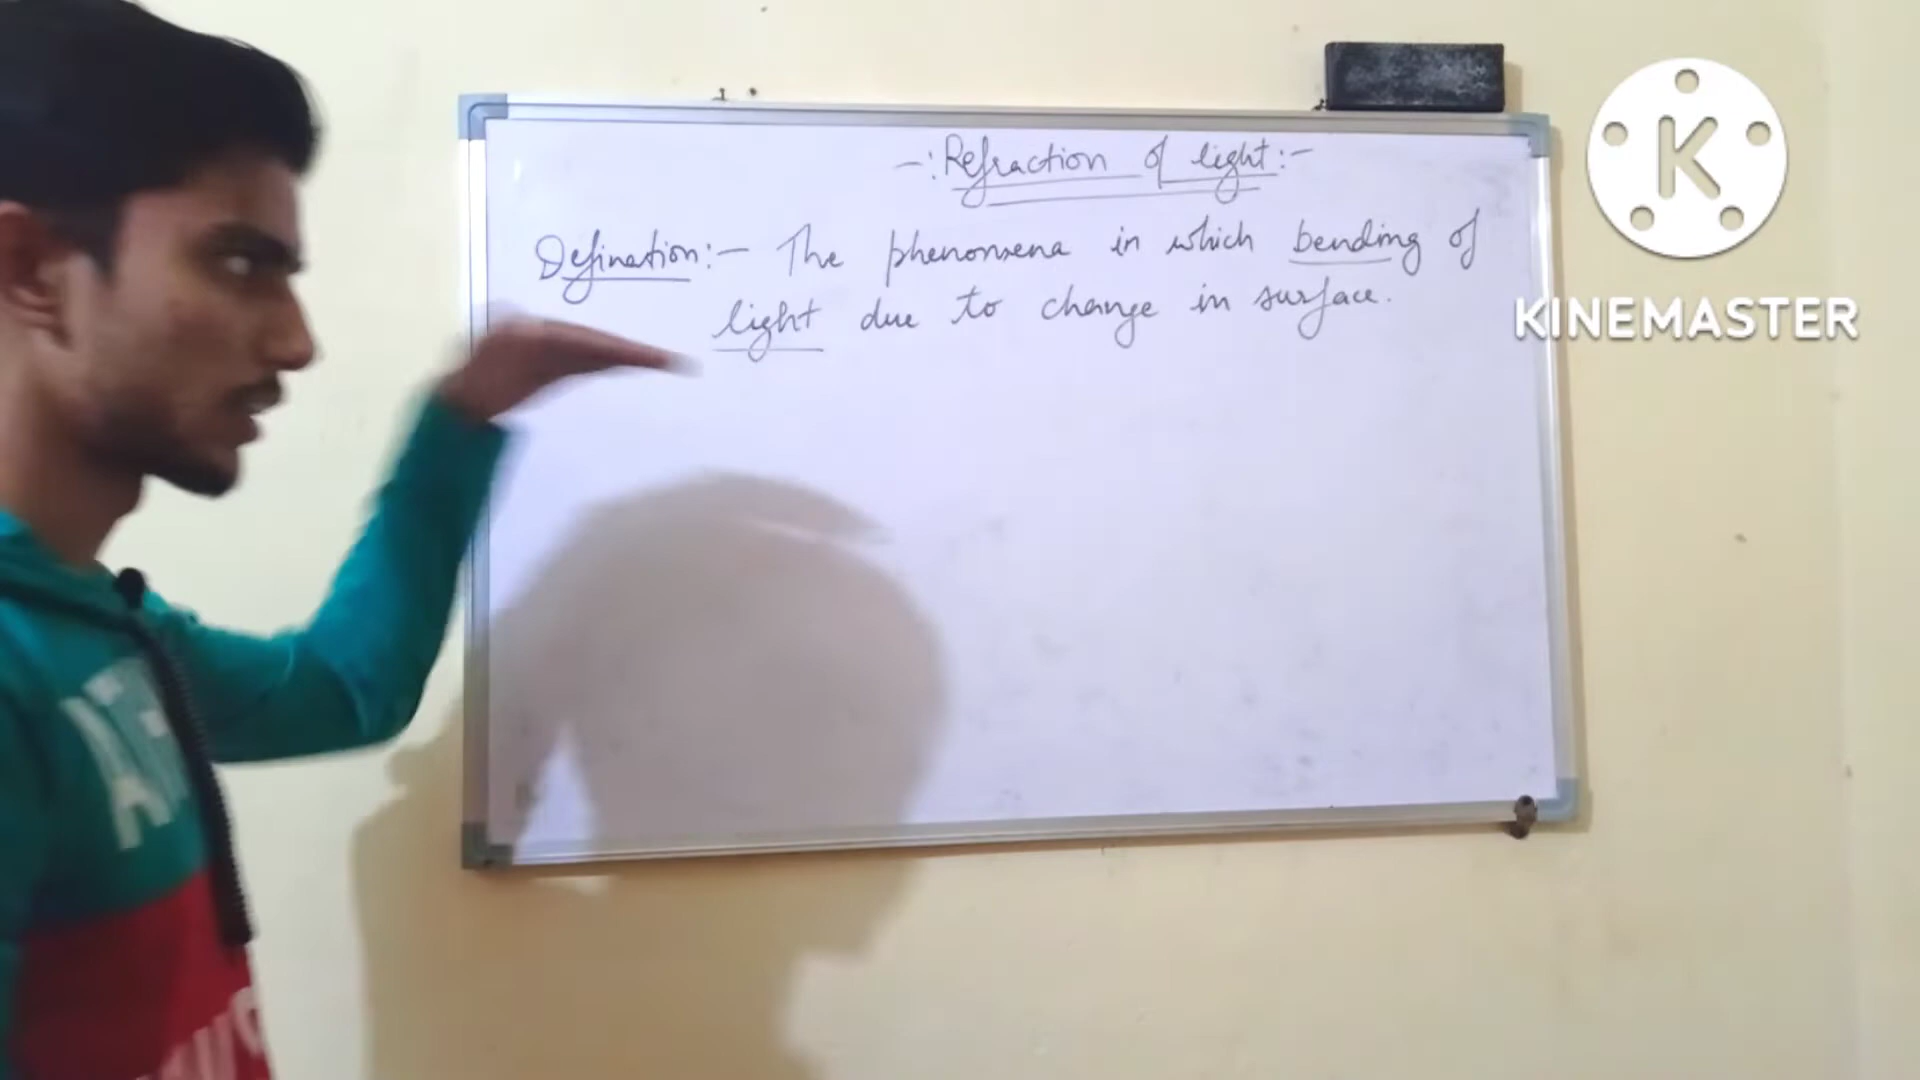 -: Refraction of light :-
Defination :- The phenomena in which bending of
light due to change in surface.
K
KINEMASTER